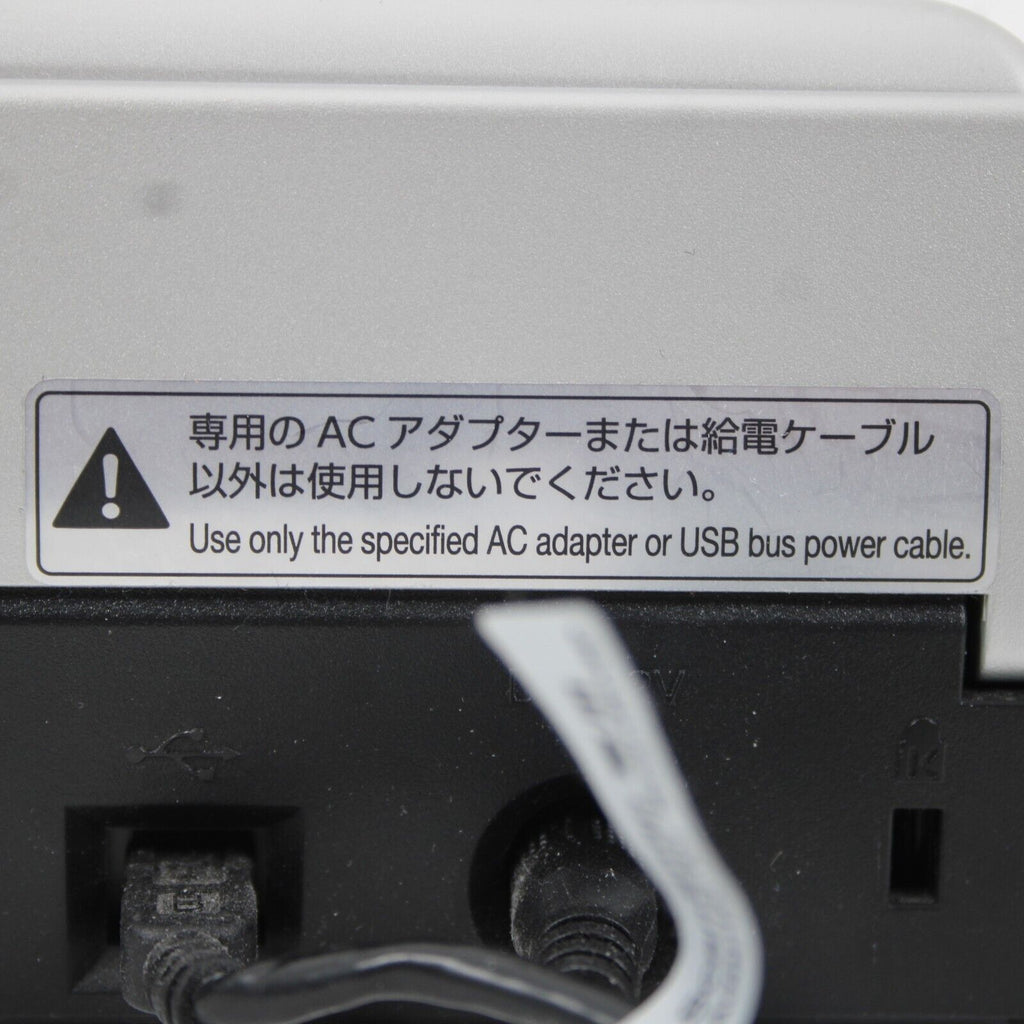 専用の AC アダプターまたは給電ケーブル
以外は使用しないでください。
Use only the specified AC adapter or USB bus power cable.
B